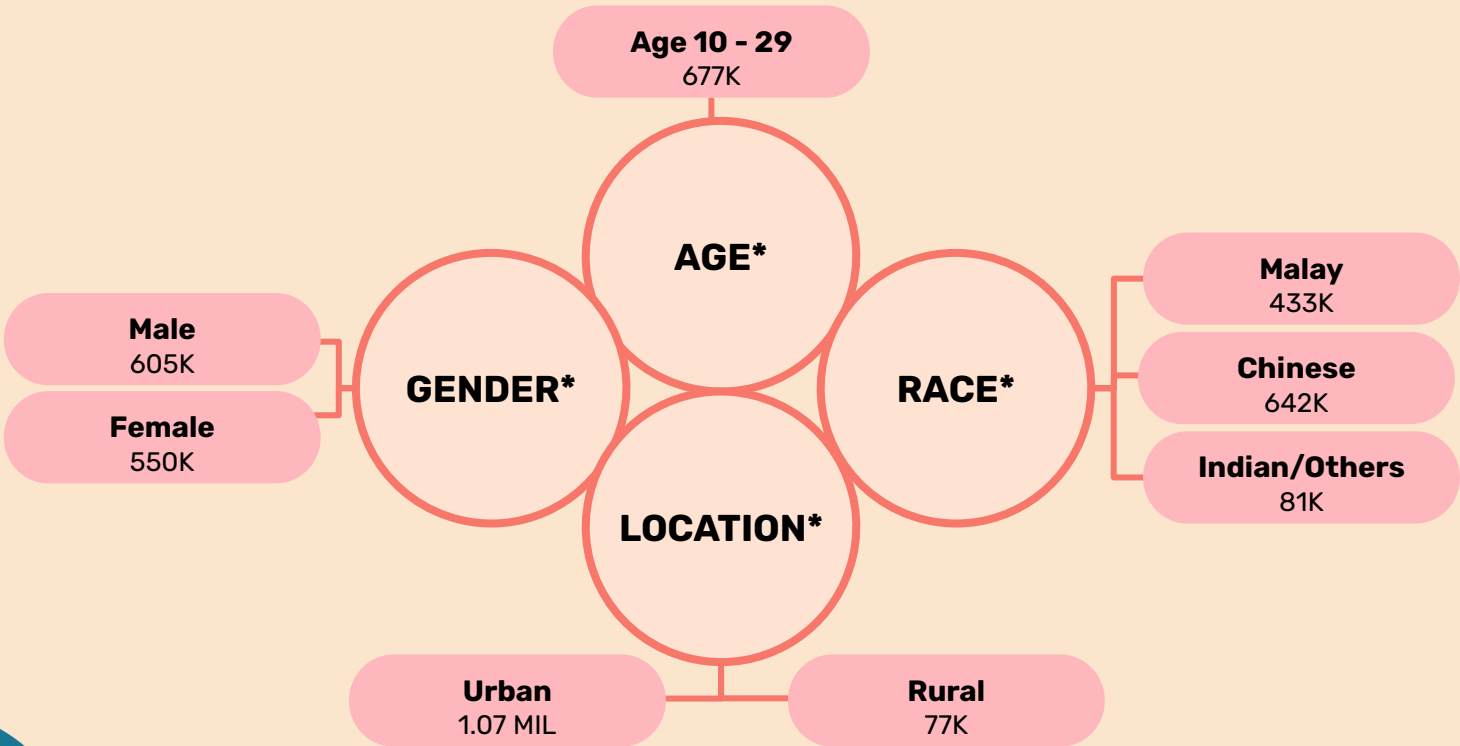 Age 10 - 29
677K
AGE*
Male
605K
Female
550K
GENDER*
RACE*
Malay
433K
Chinese
642K
Indian/Others
81K
LOCATION*
Urban
1.07 MIL
Rural
77K